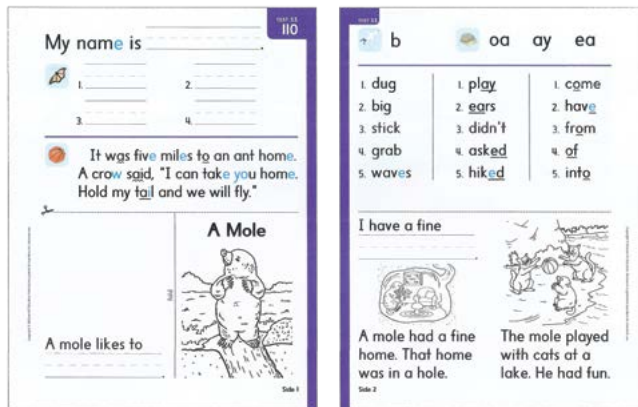 110
My name is .
1. 2.
3. 4.
It was five miles to an ant home.
A crow said, "I can take you home.
Hold my tail and we will fly."
A Mole
A mole likes to
.
Side 1
b oa ay ea
1. dug 1. play 1. come
2. big 2. ears 2. have
3. stick 3. didn't 3. from
4. grab 4. asked 4. of
5. waves 5. hiked 5. into
I have a fine
.
A mole had a fine
home. That home
was in a hole.
The mole played
with cats at a
lake. He had fun.
Side 2